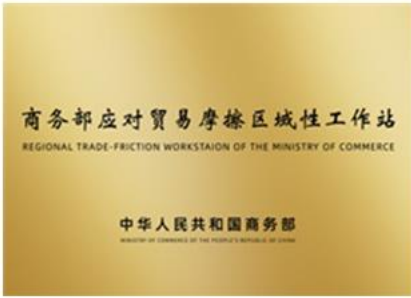 商务部应对贸易摩擦区域性工作站
REGIONAL TRADE-FRICTION WORKSTAION OF THE MINISTRY OF COMMERCE
中华人民共和国商务部
MINISTRY OF COMMERCE OF THE PEOPLE'S REPUBLIC OF CHINA